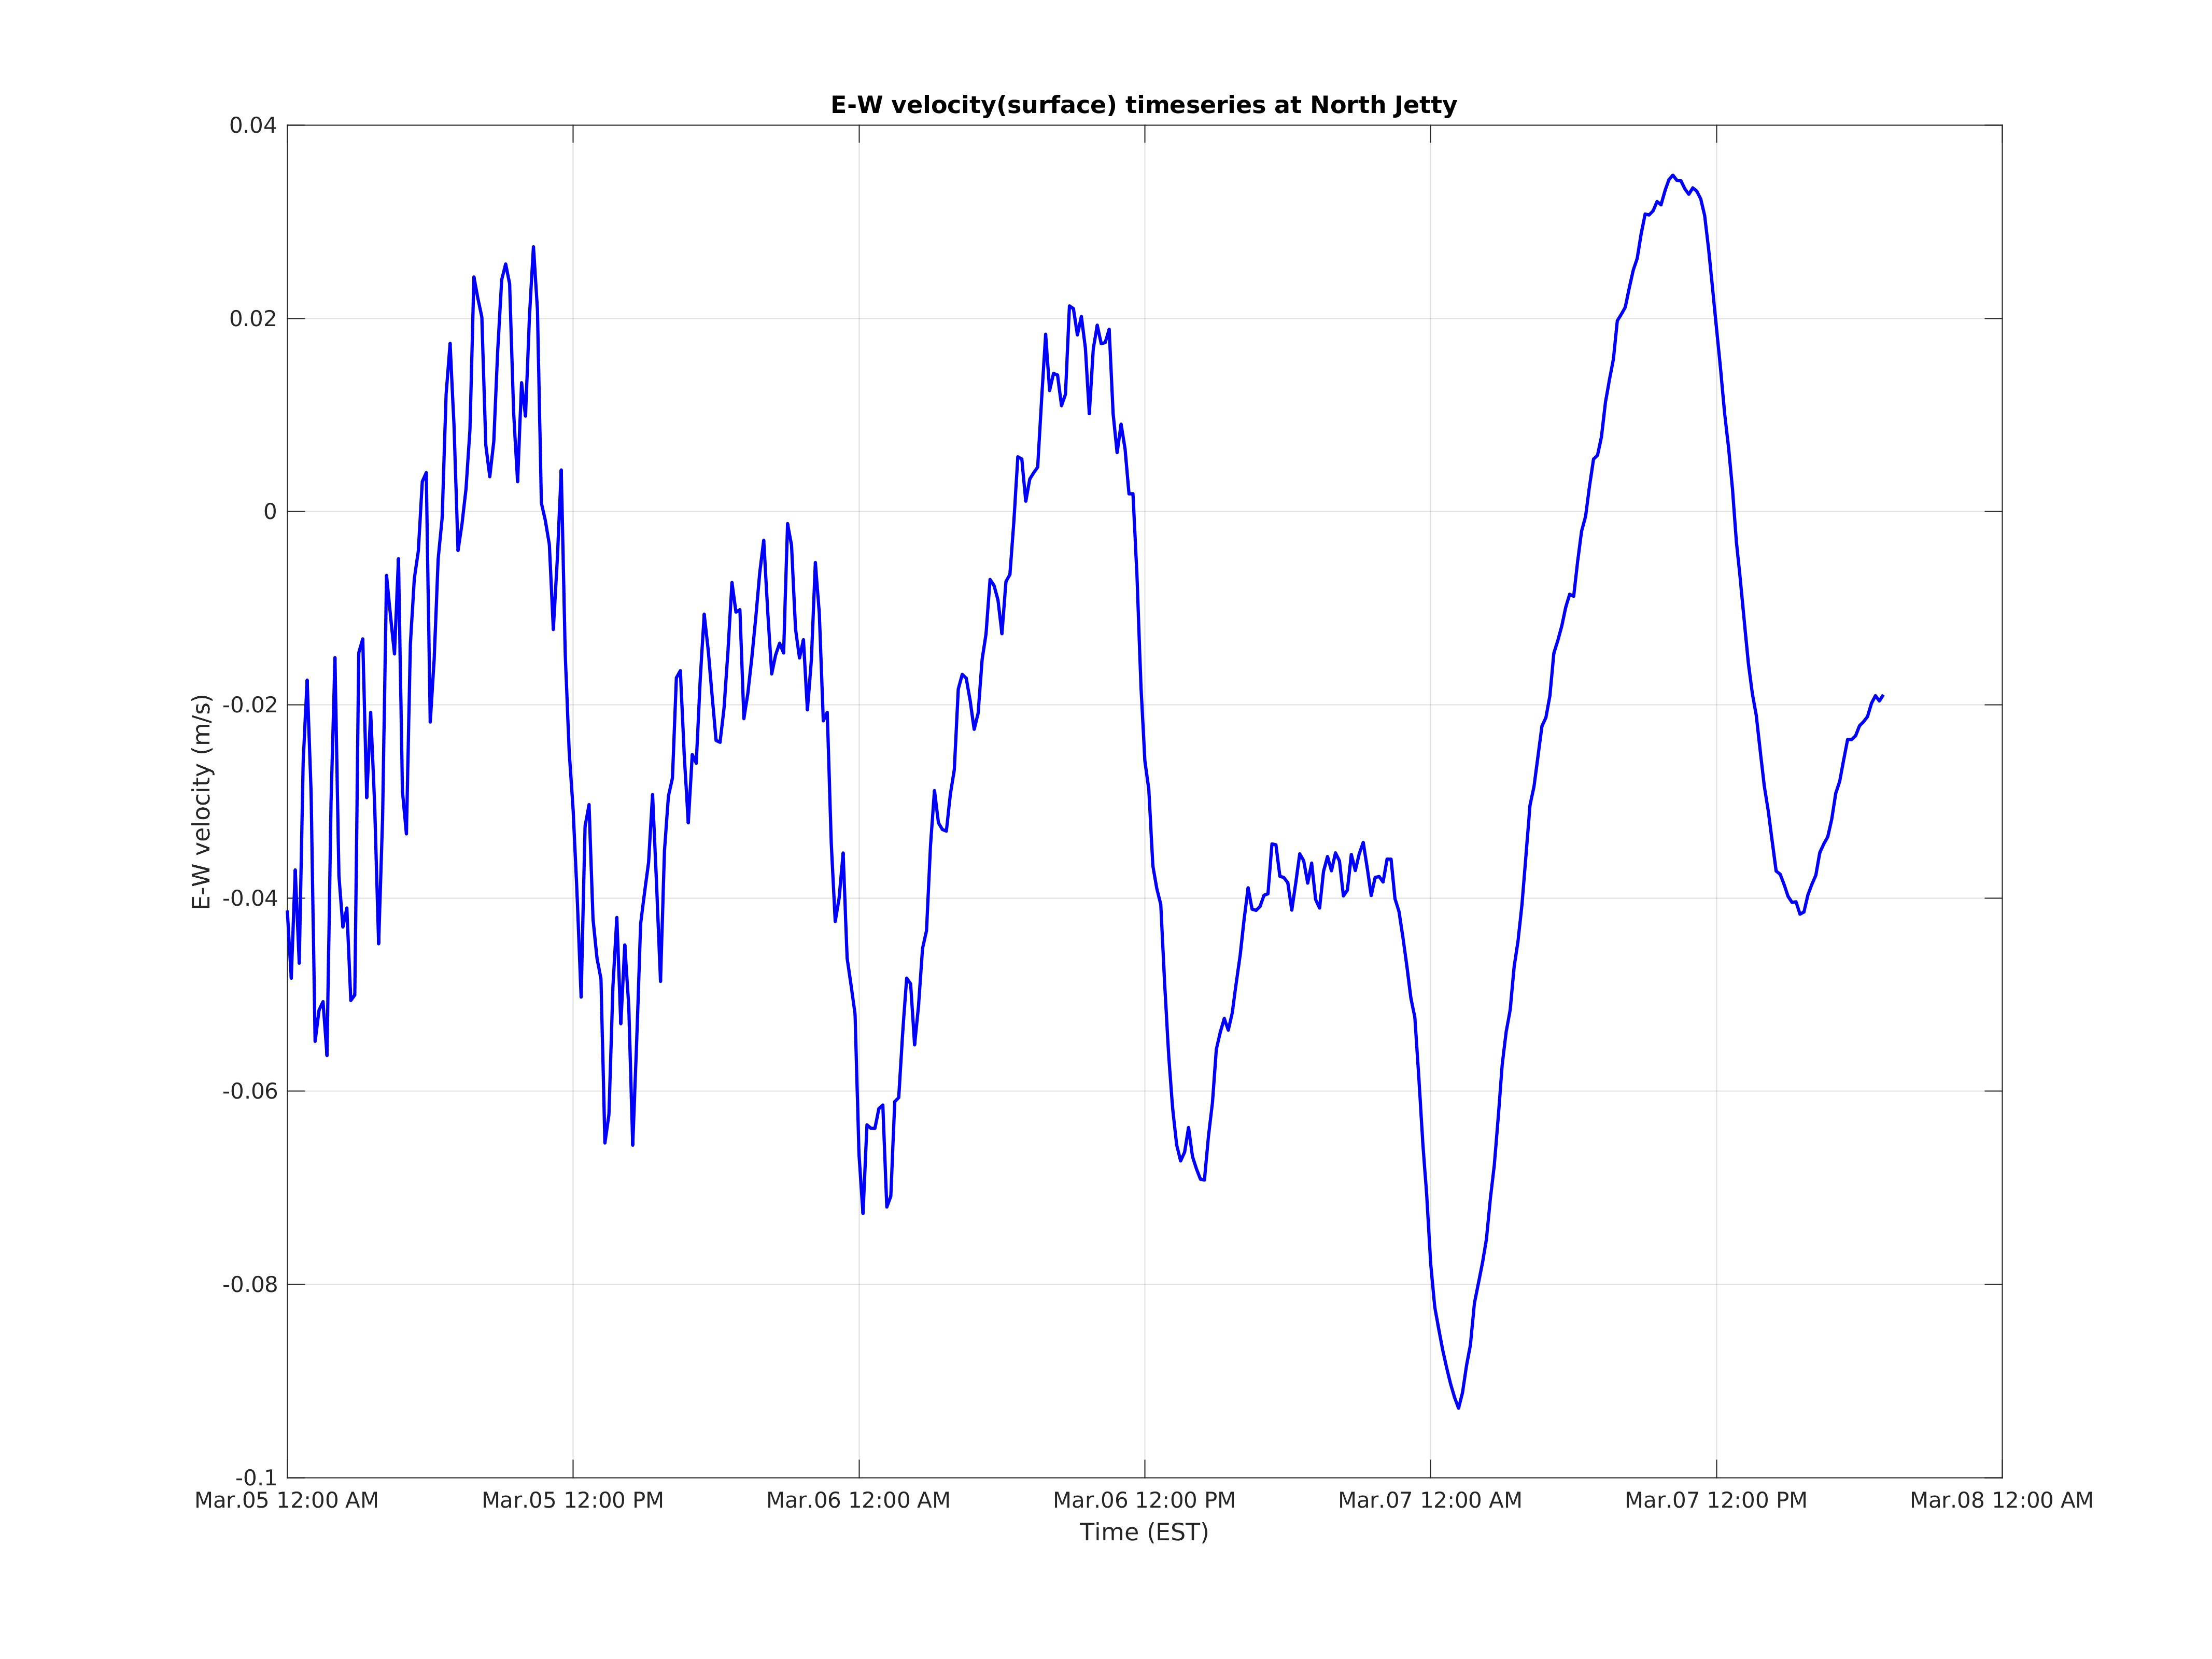 E-W velocity(surface) timeseries at North Jetty
0.04
0.02
0
-0.02
-0.04
-0.06
-0.08
-0.1
E-W velocity (m/s)
Mar.05 12:00 AM Mar.05 12:00 PM Mar.06 12:00 AM Mar.06 12:00 PM Mar.07 12:00 AM Mar.07 12:00 PM Mar.08 12:00 AM
Time (EST)